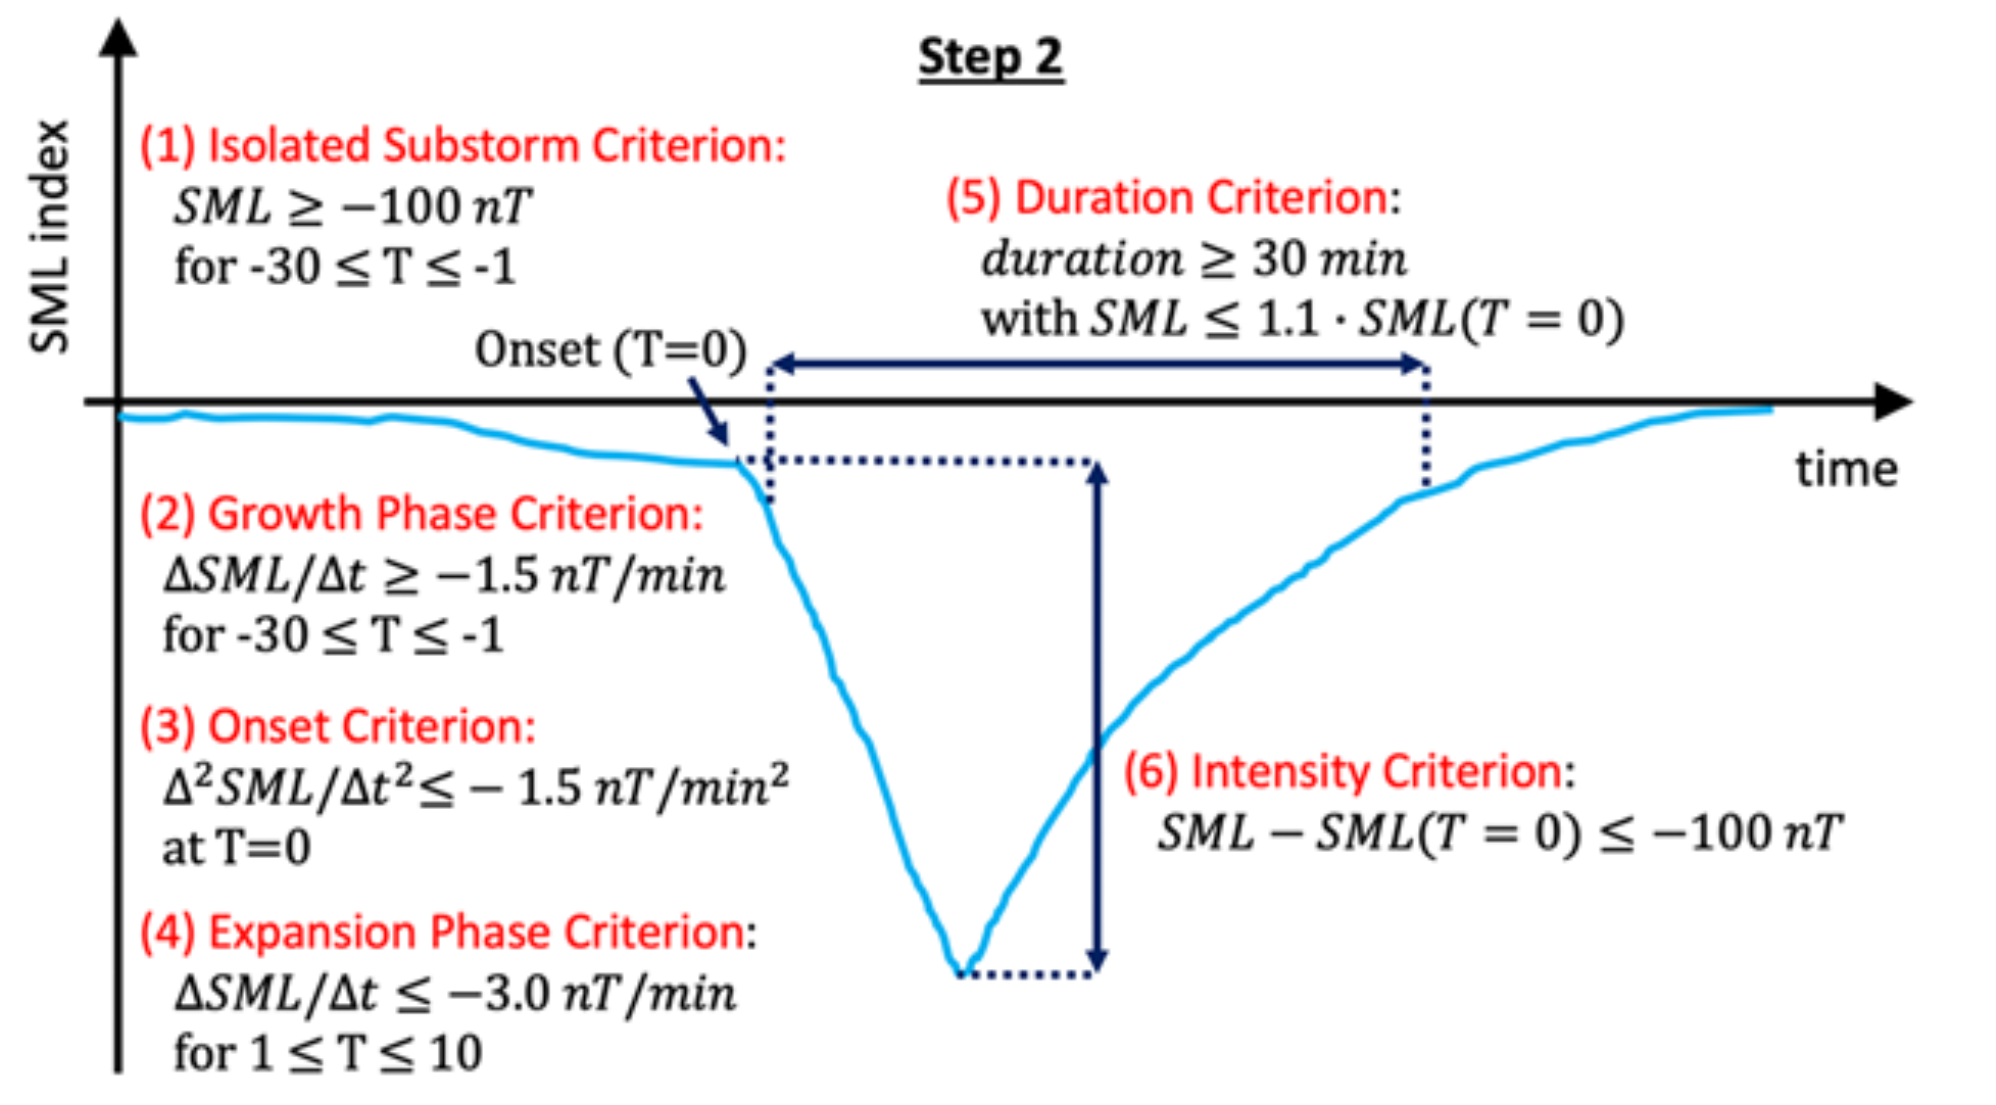 Step 2
SML index
(1) Isolated Substorm Criterion:
SML ≥ −100 nT
for -30 ≤ T ≤ -1
(5) Duration Criterion:
duration ≥ 30 min
with SML ≤ 1.1 · SML(T = 0)
Onset (T=0)
time
(2) Growth Phase Criterion:
ΔSML/Δt ≥ −1.5 nT/min
for -30 ≤ T ≤ -1
(3) Onset Criterion:
Δ²SML/Δt²≤ − 1.5 nT/min²
at T=0
(6) Intensity Criterion:
SML − SML(T = 0) ≤ −100 nT
(4) Expansion Phase Criterion:
ΔSML/Δt ≤ −3.0 nT/min
for 1 ≤ T ≤ 10